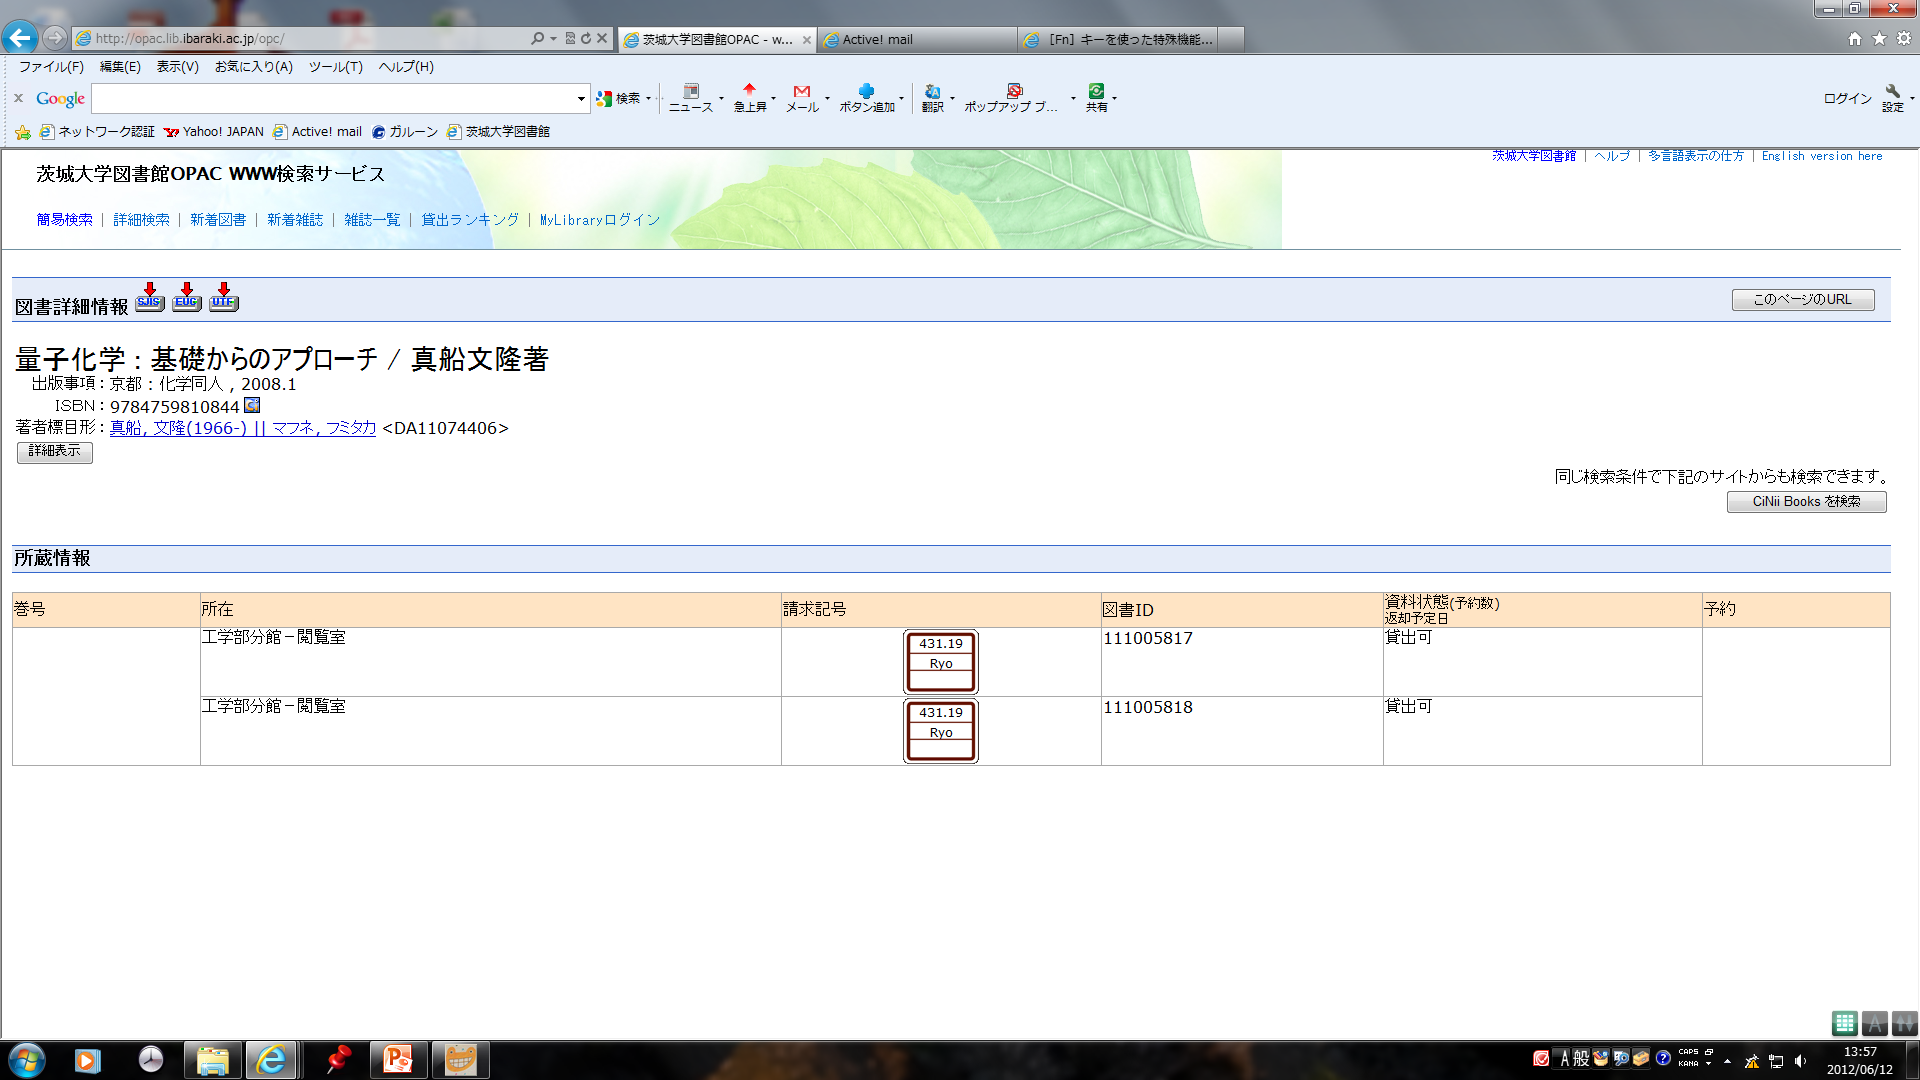 http://opac.lib.ibaraki.ac.jp/opc/
茨城大学図書館OPAC - w...
Active! mail
［Fn］キーを使った特殊機能...
ファイル(F) 編集(E) 表示(V) お気に入り(A) ツール(T) ヘルプ(H)
x Google 検索 ニュース 急上昇 メール ボタン追加 翻訳 ポップアップ ブ... 共有 ログイン 設定
ネットワーク認証 Yahoo! JAPAN Active! mail ガルーン 茨城大学図書館
茨城大学図書館 | ヘルプ | 多言語表示の仕方 | English version here
茨城大学図書館OPAC WWW検索サービス
簡易検索 | 詳細検索 | 新着図書 | 新着雑誌 | 雑誌一覧 | 貸出ランキング | MyLibraryログイン
図書詳細情報 SJIS EUC UTF このページのURL
量子化学 : 基礎からのアプローチ / 真船文隆著
出版事項 : 京都 : 化学同人 , 2008.1
ISBN : 9784759810844
著者標目形 : 真船, 文隆(1966-) || マフネ, フミタカ <DA11074406>
詳細表示
同じ検索条件で下記のサイトからも検索できます。
CiNii Books を検索
所蔵情報
巻号 所在 請求記号 図書ID 資料状態(予約数) 予約
返却予定日
工学部分館－閲覧室 431.19 111005817 貸出可
Ryo
工学部分館－閲覧室 431.19 111005818 貸出可
Ryo
A 般 CAPS
KANA
13:57
2012/06/12